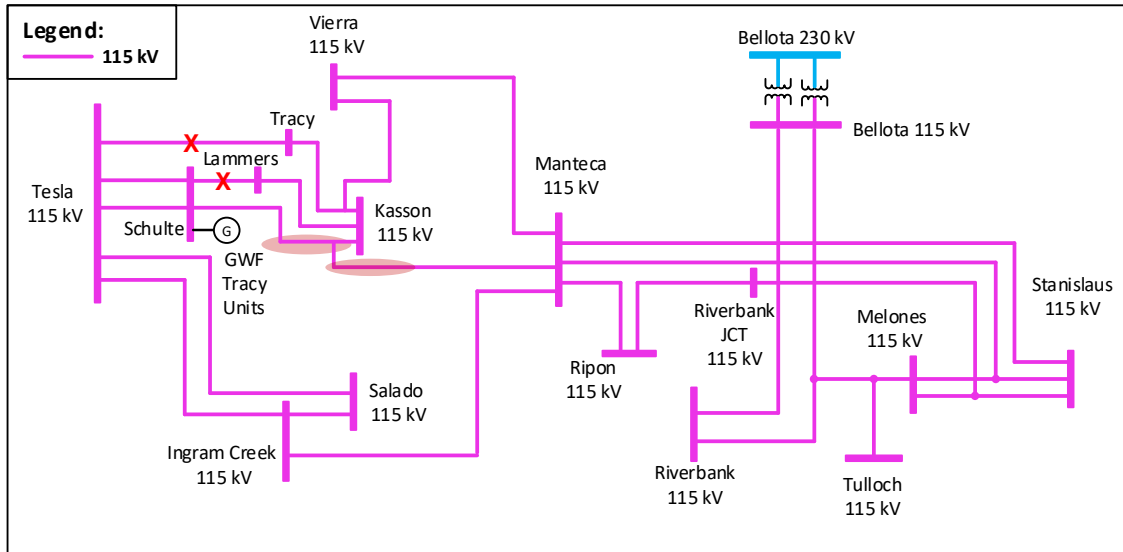 Legend:
115 kV
Vierra
115 kV
Bellota 230 kV
Bellota 115 kV
X
Tracy
Lammers
X
Tesla
115 kV
Schulte
G
GWF
Tracy
Units
Kasson
115 kV
Manteca
115 kV
Riverbank
JCT
115 kV
Stanislaus
115 kV
Melones
115 kV
Ripon
115 kV
Salado
115 kV
Ingram Creek
115 kV
Riverbank
115 kV
Tulloch
115 kV